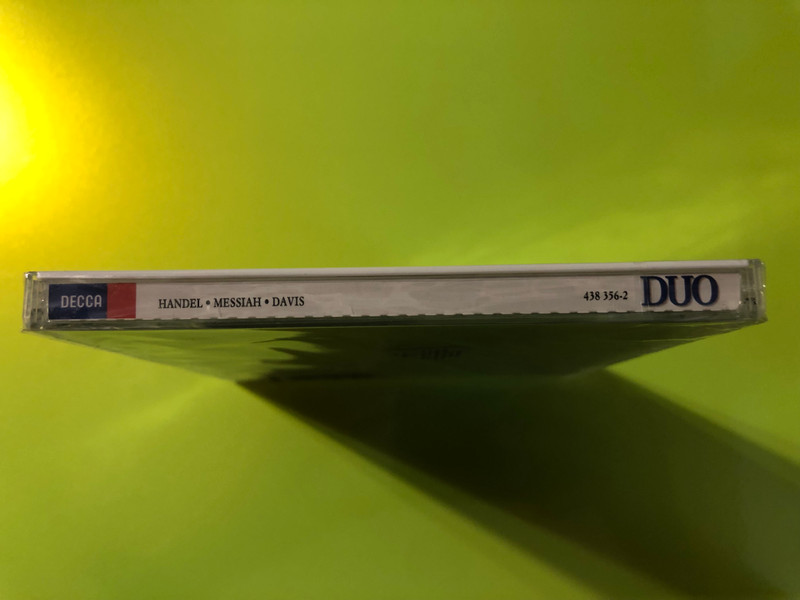 DECCA
HANDEL • MESSIAH • DAVIS
438 356-2
DUO